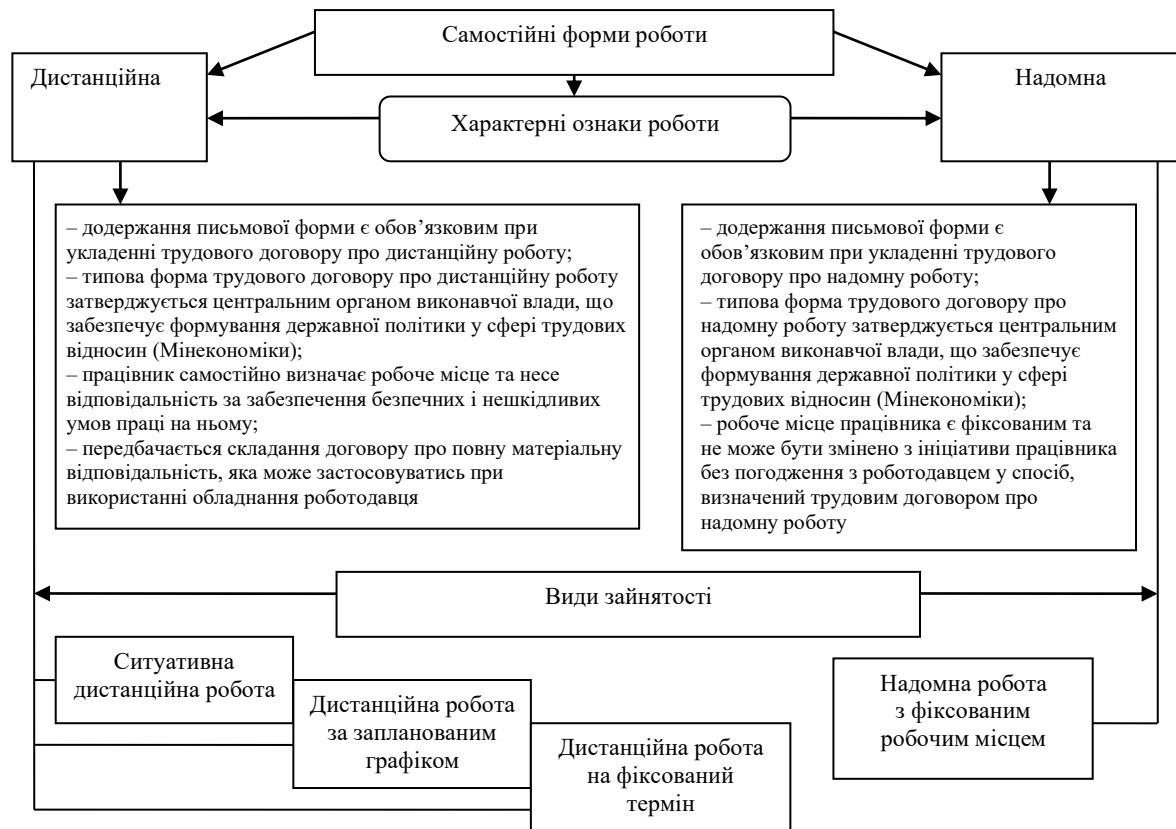 Самостійні форми роботи
Дистанційна
Надомна
Характерні ознаки роботи
– додержання письмової форми є обов’язковим при
укладенні трудового договору про дистанційну роботу;
– типова форма трудового договору про дистанційну роботу
затверджується центральним органом виконавчої влади, що
забезпечує формування державної політики у сфері трудових
відносин (Мінекономіки);
– працівник самостійно визначає робоче місце та несе
відповідальність за забезпечення безпечних і нешкідливих
умов праці на ньому;
– передбачається складання договору про повну матеріальну
відповідальність, яка може застосовуватись при
використанні обладнання роботодавця
– додержання письмової форми є
обов’язковим при укладенні трудового
договору про надомну роботу;
– типова форма трудового договору про
надомну роботу затверджується центральним
органом виконавчої влади, що забезпечує
формування державної політики у сфері
трудових відносин (Мінекономіки);
– робоче місце працівника є фіксованим та
не може бути змінено з ініціативи працівника
без погодження з роботодавцем у спосіб,
визначений трудовим договором про
надомну роботу
Види зайнятості
Ситуативна
дистанційна робота
Дистанційна робота
за запланованим
графіком
Дистанційна робота
на фіксований
термін
Надомна робота
з фіксованим
робочим місцем